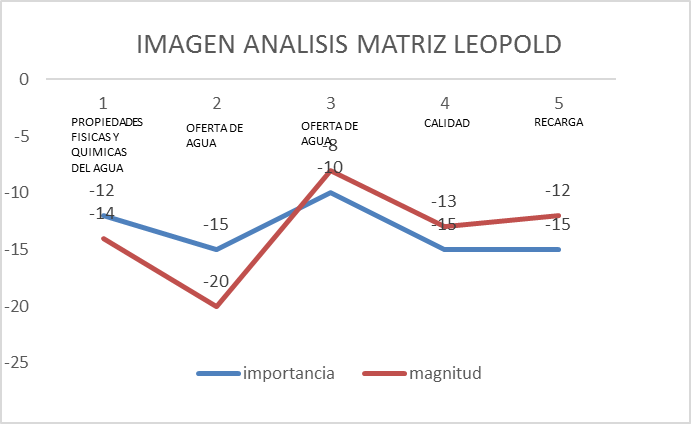 IMAGEN ANALISIS MATRIZ LEOPOLD
0
-5
-10
-15
-20
-25
1
2
3
4
5
PROPIEDADES
FISICAS Y
QUIMICAS
DEL AGUA
OFERTA DE
AGUA
OFERTA DE
AGUA
CALIDAD
RECARGA
-12
-15
-10
-15
-15
-14
-20
-8
-13
-12
importancia
magnitud